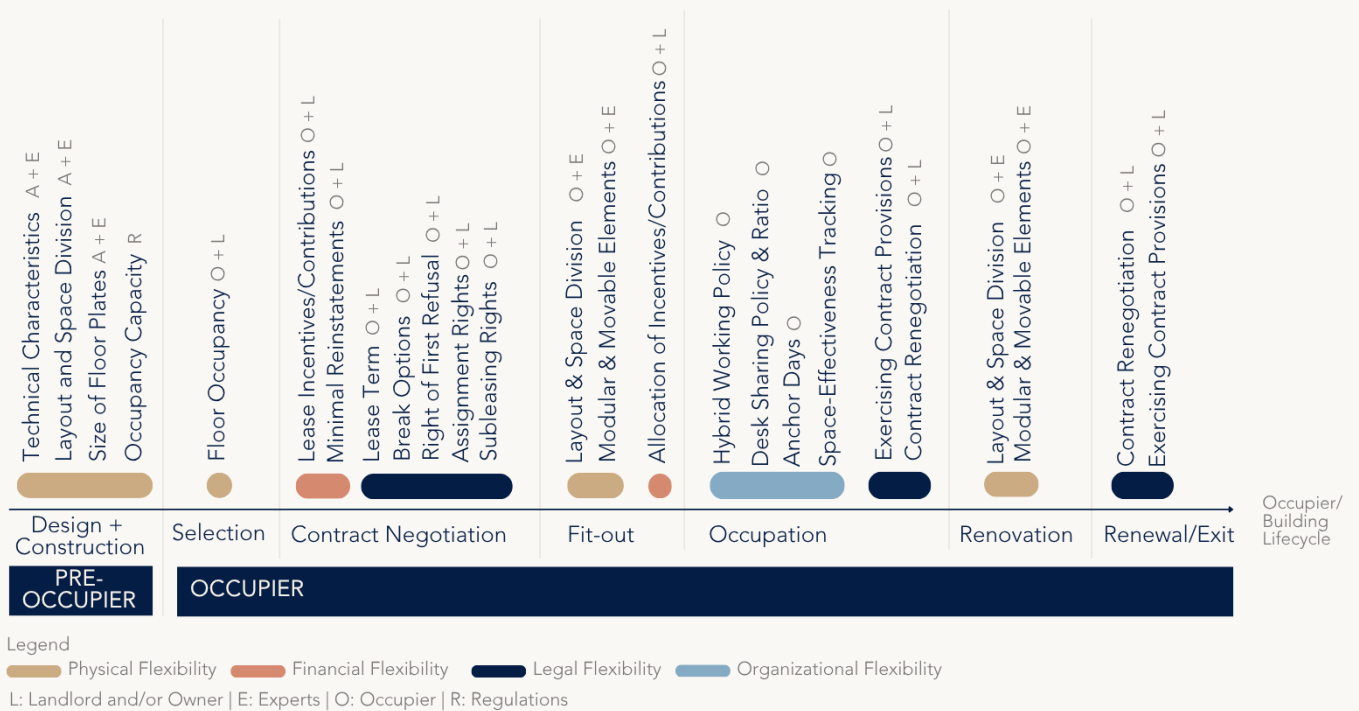 Technical Characteristics A + E
Layout and Space Division A + E
Size of Floor Plates A + E
Occupancy Capacity R
Floor Occupancy O + L
Lease Incentives/Contributions O + L
Minimal Reinstatements O + L
Lease Term O + L
Break Options O + L
Right of First Refusal O + L
Assignment Rights O + L
Subleasing Rights O + L
Layout & Space Division O + E
Modular & Movable Elements O + E
Allocation of Incentives/Contributions O + L
Hybrid Working Policy O
Desk Sharing Policy & Ratio O
Anchor Days O
Space-Effectiveness Tracking O
Exercising Contract Provisions O + L
Contract Renegotiation O + L
Layout & Space Division O + E
Modular & Movable Elements O + E
Contract Renegotiation O + L
Exercising Contract Provisions O + L
Design +
Construction
Selection
Contract Negotiation
Fit-out
Occupation
Renovation
Renewal/Exit
Occupier/
Building
Lifecycle
PRE-
OCCUPIER
OCCUPIER
Legend
Physical Flexibility
Financial Flexibility
Legal Flexibility
Organizational Flexibility
L: Landlord and/or Owner | E: Experts | O: Occupier | R: Regulations